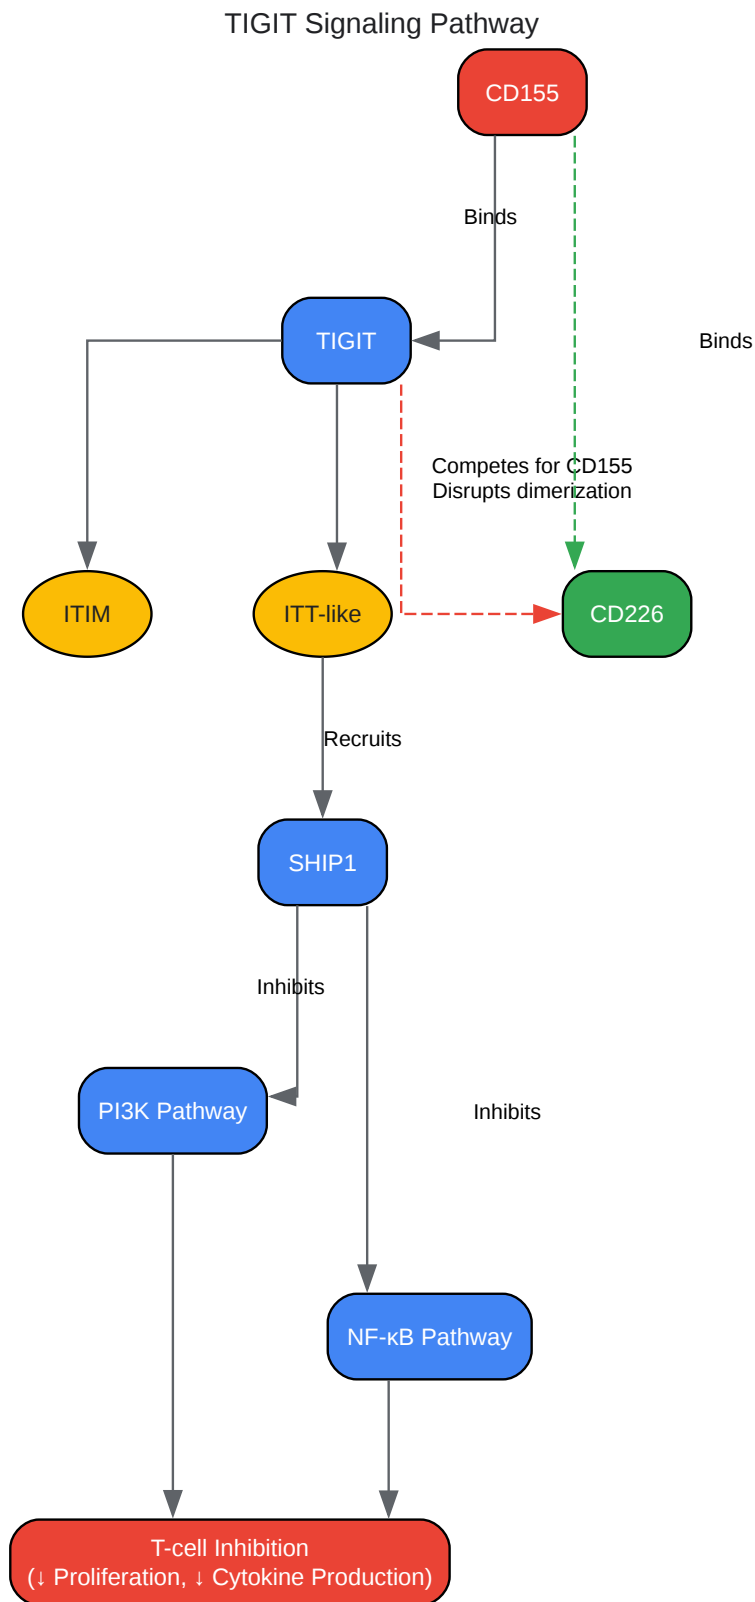 TIGIT Signaling Pathway
CD155
Binds
TIGIT
Binds
Competes for CD155
Disrupts dimerization
ITIM
ITT-like
CD226
Recruits
SHIP1
Inhibits
PI3K Pathway
Inhibits
NF-κB Pathway
T-cell Inhibition
(↓ Proliferation, ↓ Cytokine Production)